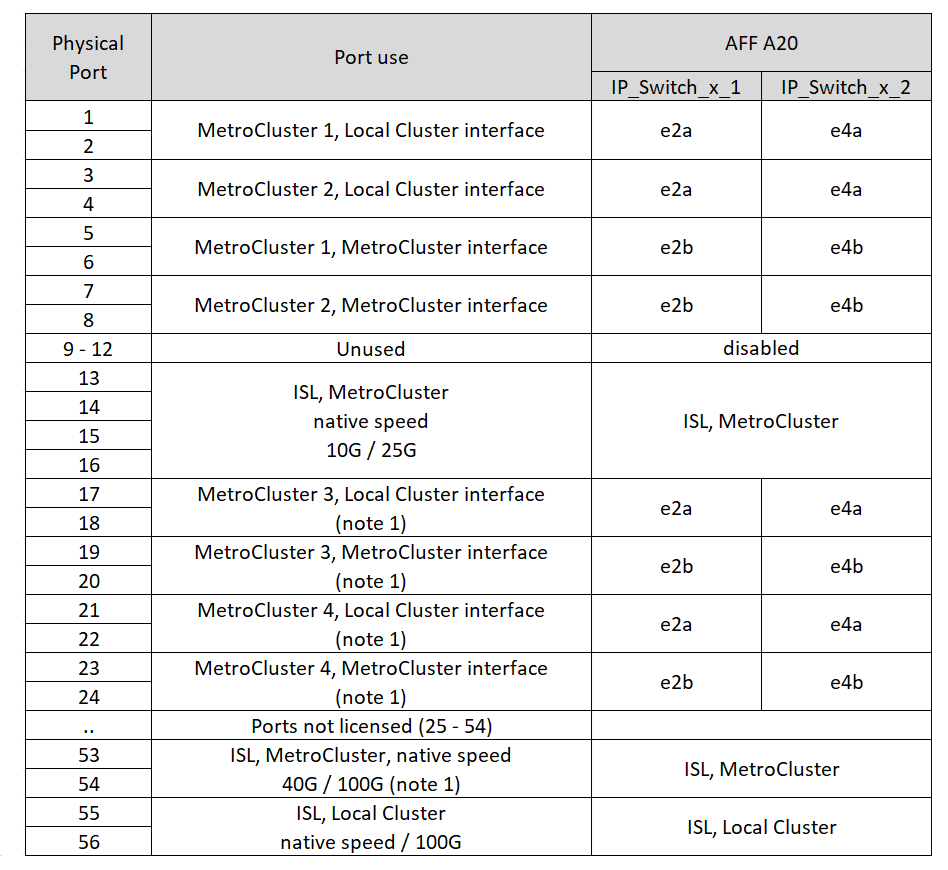 Physical
Port
Port use
AFF A20
IP_Switch_x_1
IP_Switch_x_2
1
2
MetroCluster 1, Local Cluster interface
e2a
e4a
3
4
MetroCluster 2, Local Cluster interface
e2a
e4a
5
6
MetroCluster 1, MetroCluster interface
e2b
e4b
7
8
MetroCluster 2, MetroCluster interface
e2b
e4b
9 - 12
Unused
disabled
13
14
15
16
ISL, MetroCluster
native speed
10G / 25G
ISL, MetroCluster
17
18
MetroCluster 3, Local Cluster interface
(note 1)
e2a
e4a
19
20
MetroCluster 3, MetroCluster interface
(note 1)
e2b
e4b
21
22
MetroCluster 4, Local Cluster interface
(note 1)
e2a
e4a
23
24
MetroCluster 4, MetroCluster interface
(note 1)
e2b
e4b
..
Ports not licensed (25 - 54)
53
54
ISL, MetroCluster, native speed
40G / 100G (note 1)
ISL, MetroCluster
55
56
ISL, Local Cluster
native speed / 100G
ISL, Local Cluster